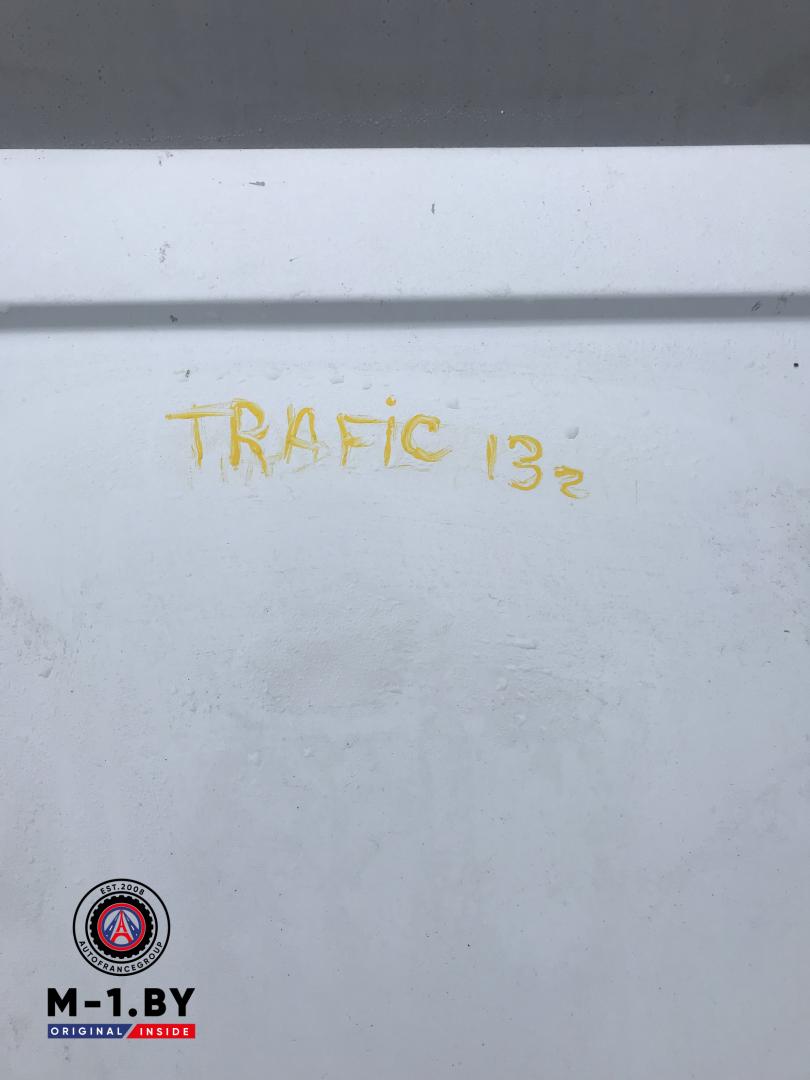 TRAFiC 13г
EST.2008
AUTOFRANCEGROUP
M-1.BY
ORIGINAL INSIDE